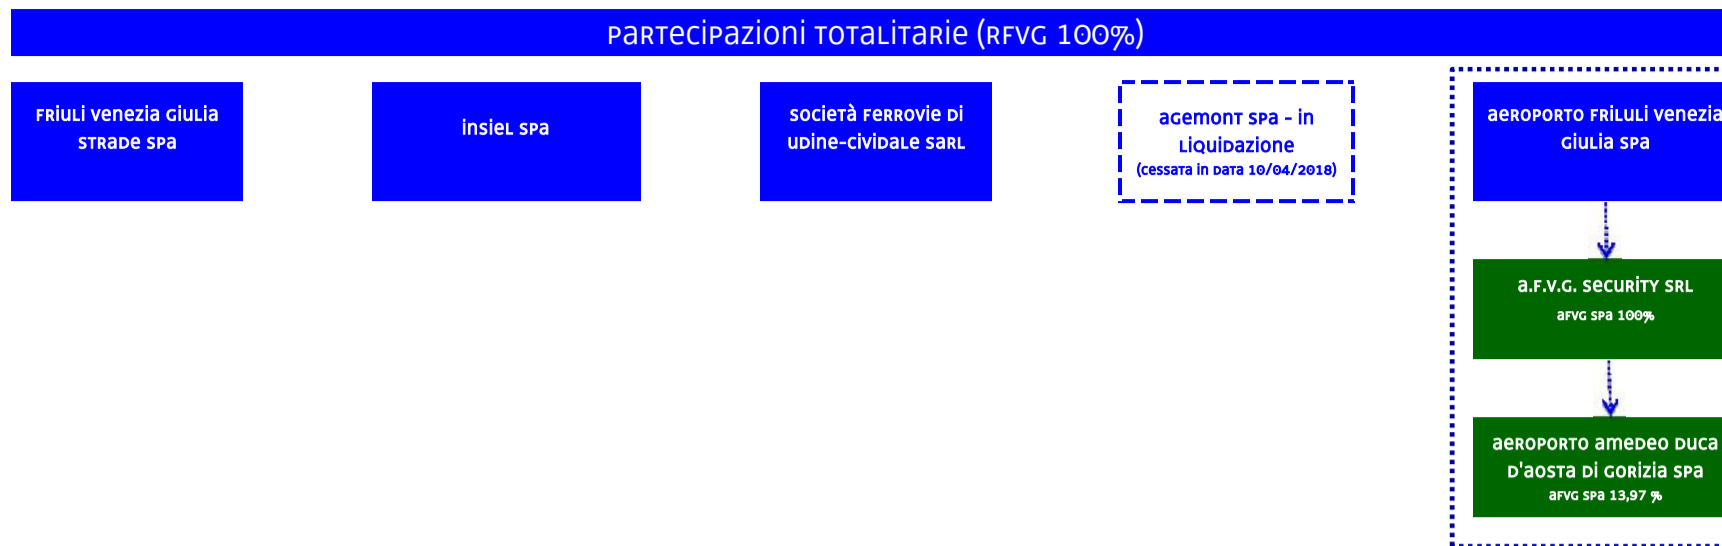 Partecipazioni totalitarie (RFVG 100%)
Friuli Venezia Giulia
Strade SpA
Insiel SpA
Società Ferrovie di
Udine-Cividale SaRL
Agemont SpA - in
Liquidazione
(cessata in data 10/04/2018)
Aeroporto Friluli Venezia
Giulia SpA
A.F.V.G. Security SRL
AFVG SpA 100%
Aeroporto Amedeo Duca
D'Aosta di Gorizia SpA
AFVG SpA 13,97 %